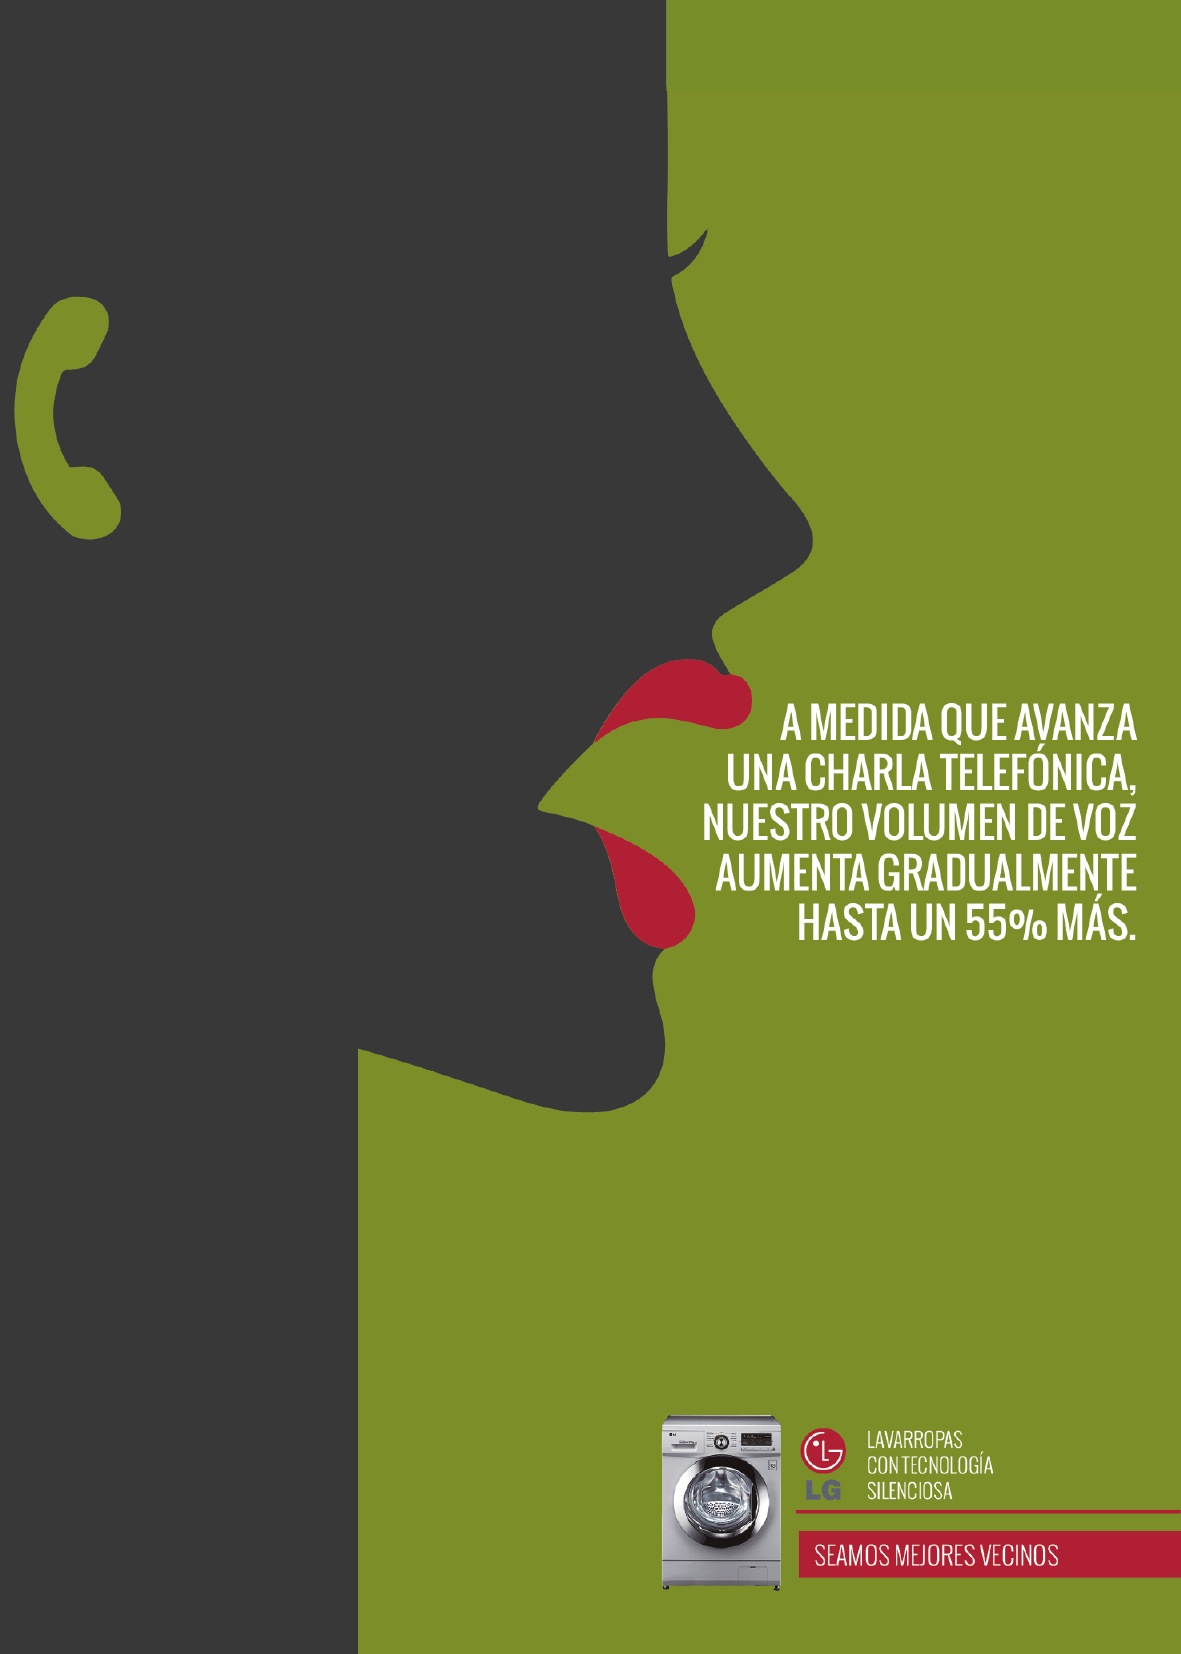 A MEDIDA QUE AVANZA
UNA CHARLA TELEFÓNICA,
NUESTRO VOLUMEN DE VOZ
AUMENTA GRADUALMENTE
HASTA UN 55% MÁS.
LG
LAVARROPAS
CON TECNOLOGÍA
SILENCIOSA
SEAMOS MEJORES VECINOS